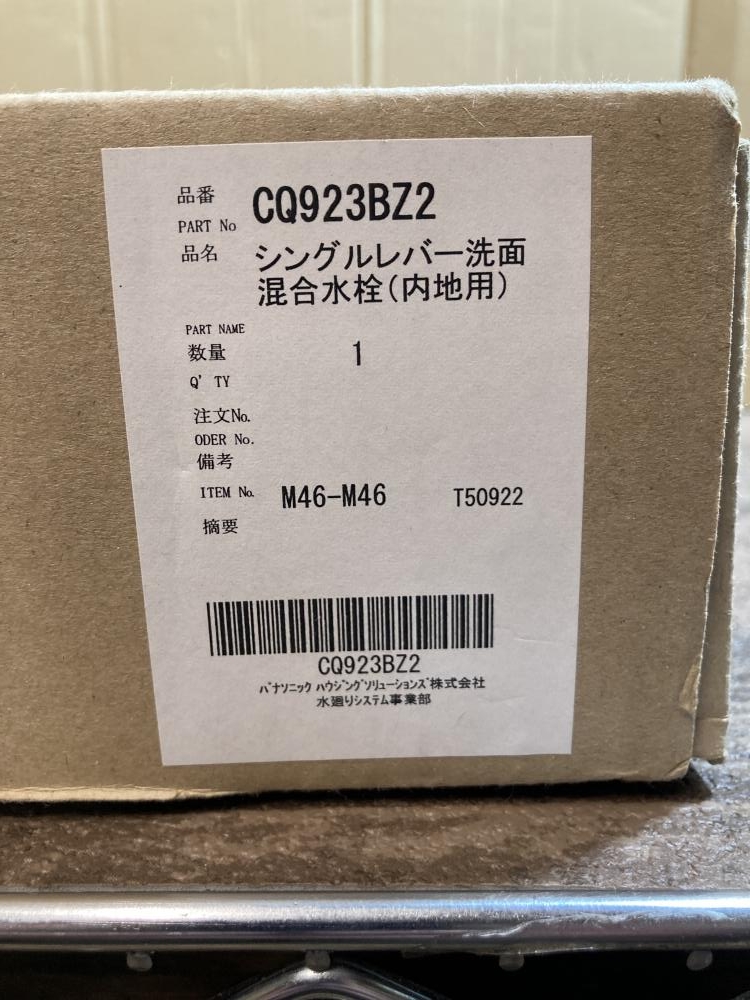 品番
PART No CQ923BZ2
品名 シングルレバー洗面
混合水栓(内地用)
PART NAME
数量 1
Q' TY
注文No.
ODER No.
備考
ITEM No. M46-M46 T50922
摘要
CQ923BZ2
ﾊﾟﾅｿﾆｯｸ ﾊｳｼﾞﾝｸﾞｿﾘｭｰｼｮﾝｽﾞ株式会社
水廻りｼｽﾃﾑ事業部